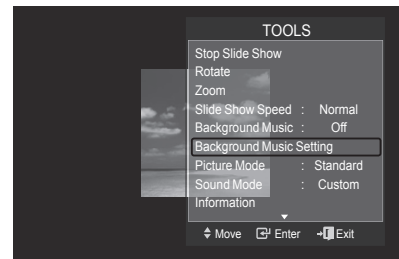 TOOLS
Stop Slide Show
Rotate
Zoom
Slide Show Speed : Normal
Background Music : Off
Background Music Setting
Picture Mode : Standard
Sound Mode : Custom
Information
Move Enter Exit